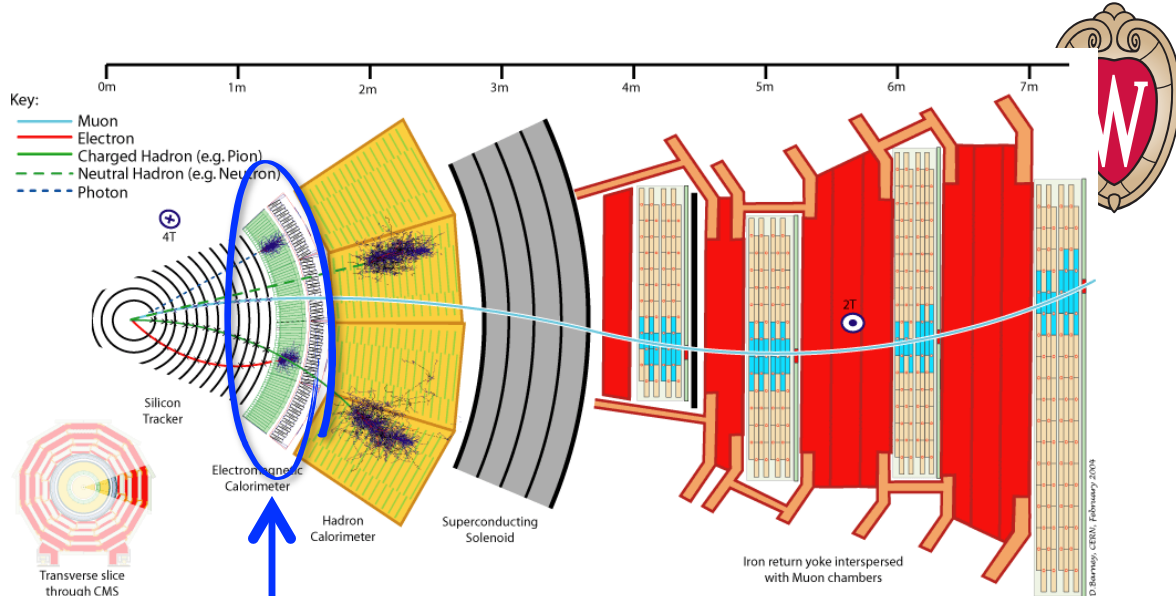 0m
1m
2m
3m
4m
5m
6m
7m
Key:
Muon
Electron
Charged Hadron (e.g. Pion)
Neutral Hadron (e.g. Neutron)
Photon
4T
2T
Silicon
Tracker
Electromagnetic
Calorimeter
Hadron
Calorimeter
Superconducting
Solenoid
Iron return yoke interspersed
with Muon chambers
Transverse slice
through CMS
D.Barney, CERN, February 2004
W